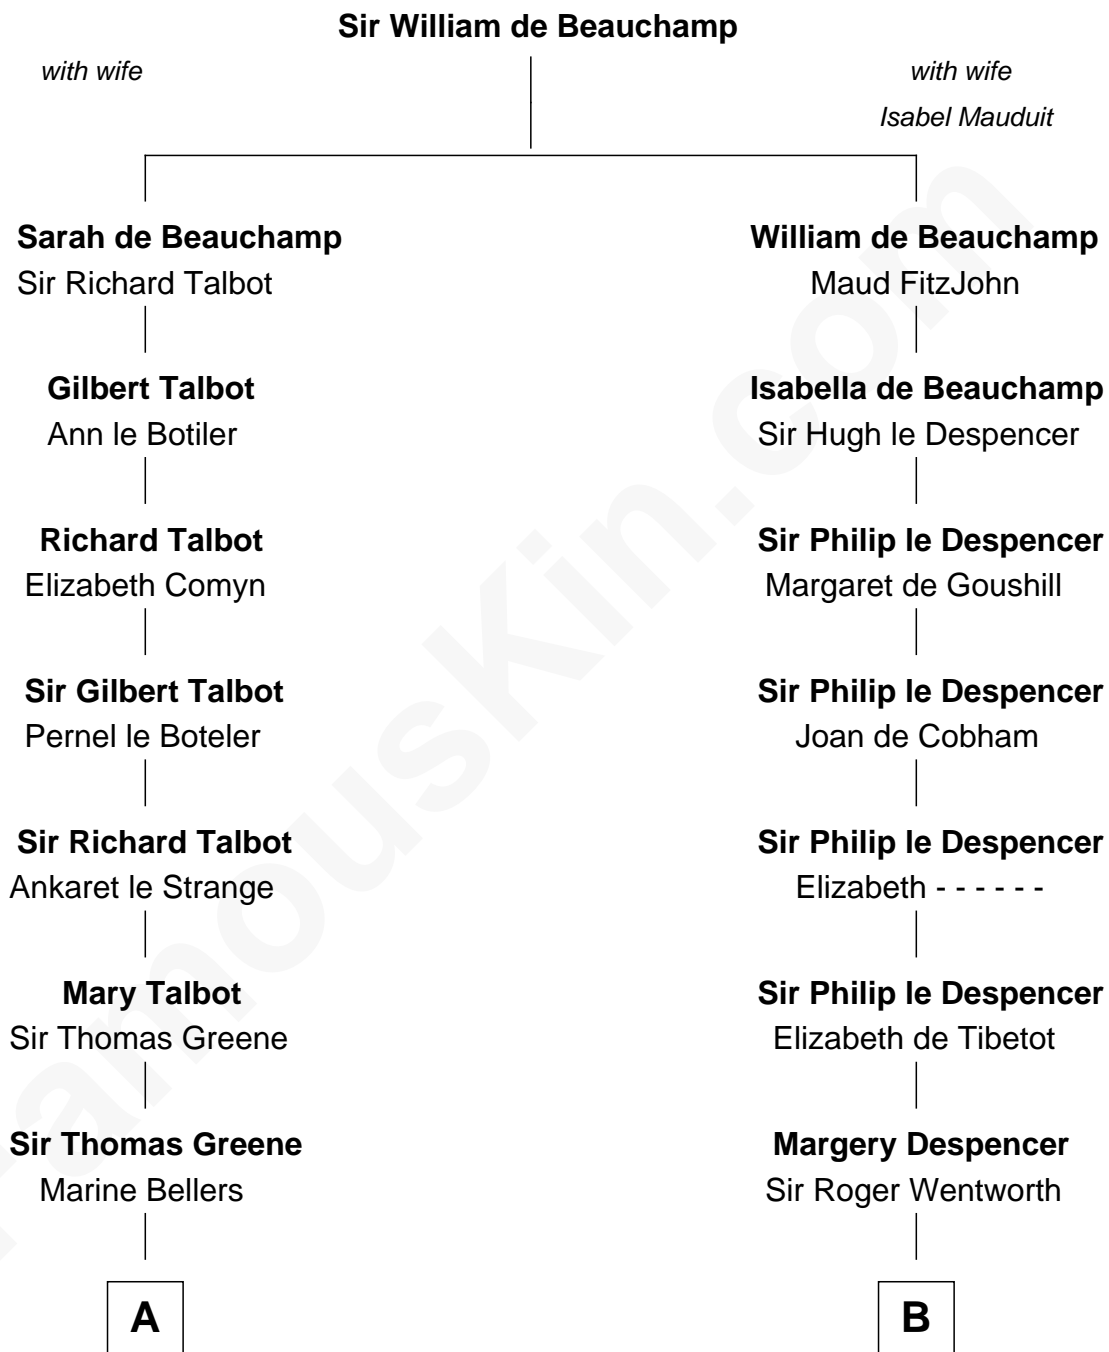 Sir William de Beauchamp
with wife
with wife
Isabel Mauduit
Sarah de Beauchamp
Sir Richard Talbot
William de Beauchamp
Maud FitzJohn
Gilbert Talbot
Ann le Botiler
Isabella de Beauchamp
Sir Hugh le Despencer
Richard Talbot
Elizabeth Comyn
Sir Philip le Despencer
Margaret de Goushill
Sir Gilbert Talbot
Pernel le Boteler
Sir Philip le Despencer
Joan de Cobham
Sir Richard Talbot
Ankaret le Strange
Sir Philip le Despencer
Elizabeth - - - - - -
Mary Talbot
Sir Thomas Greene
Sir Philip le Despencer
Elizabeth de Tibetot
Sir Thomas Greene
Marine Bellers
Margery Despencer
Sir Roger Wentworth
A
B
FamousKin.com